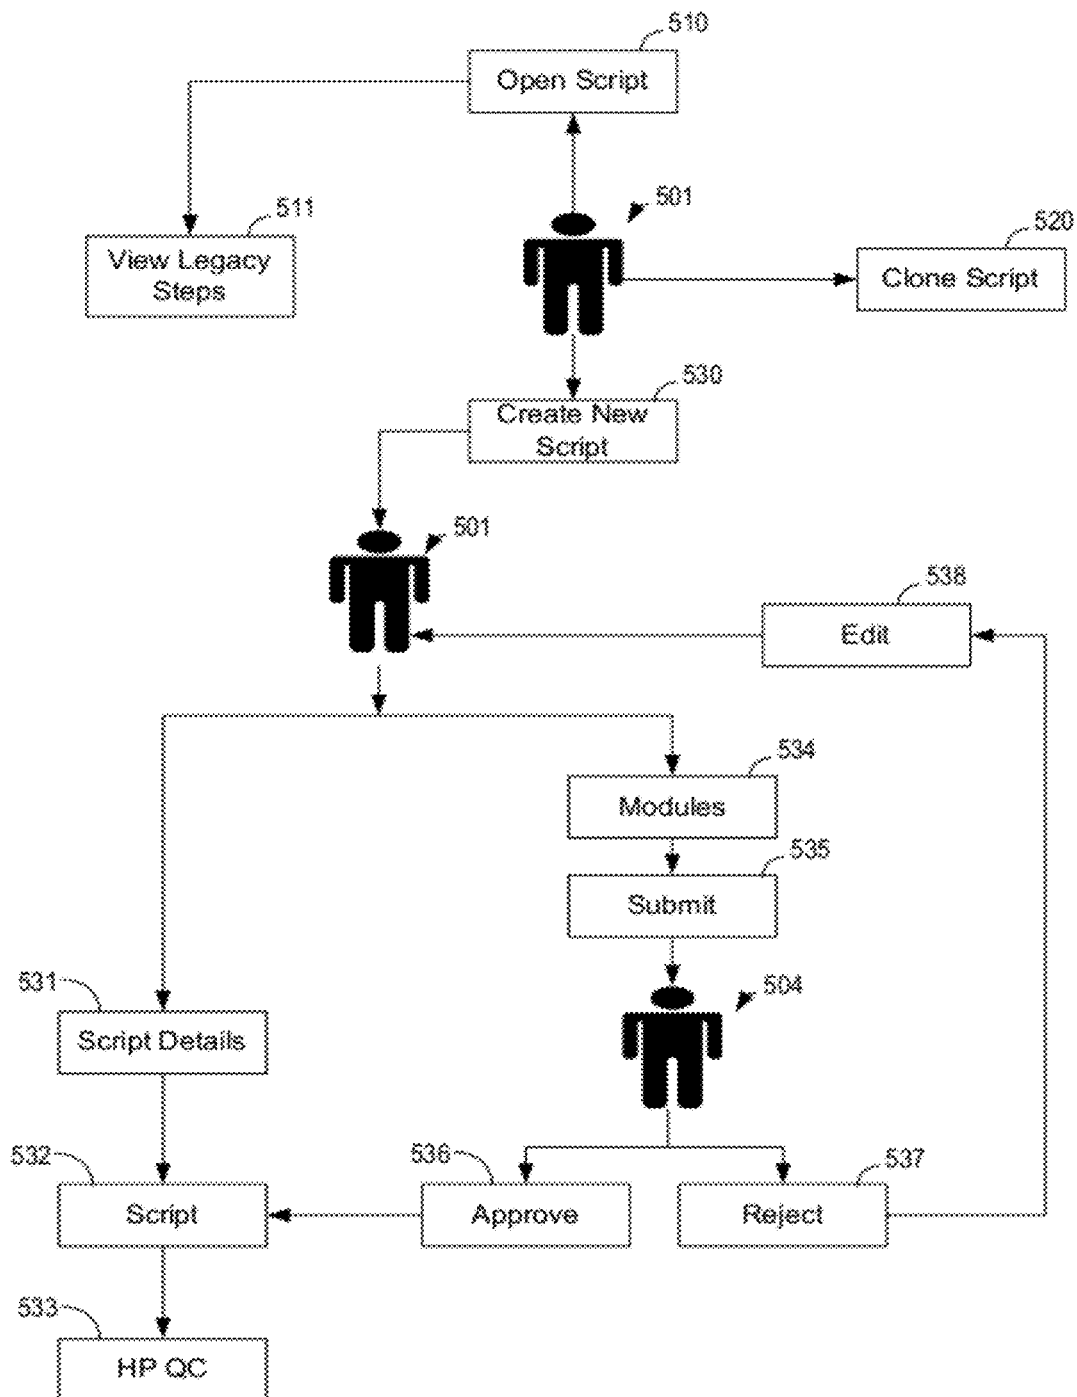 510
Open Script
501
511
View Legacy
Steps
520
Clone Script
530
Create New
Script
501
538
Edit
534
Modules
535
Submit
531
Script Details
504
532
Script
536
Approve
537
Reject
533
HP QC